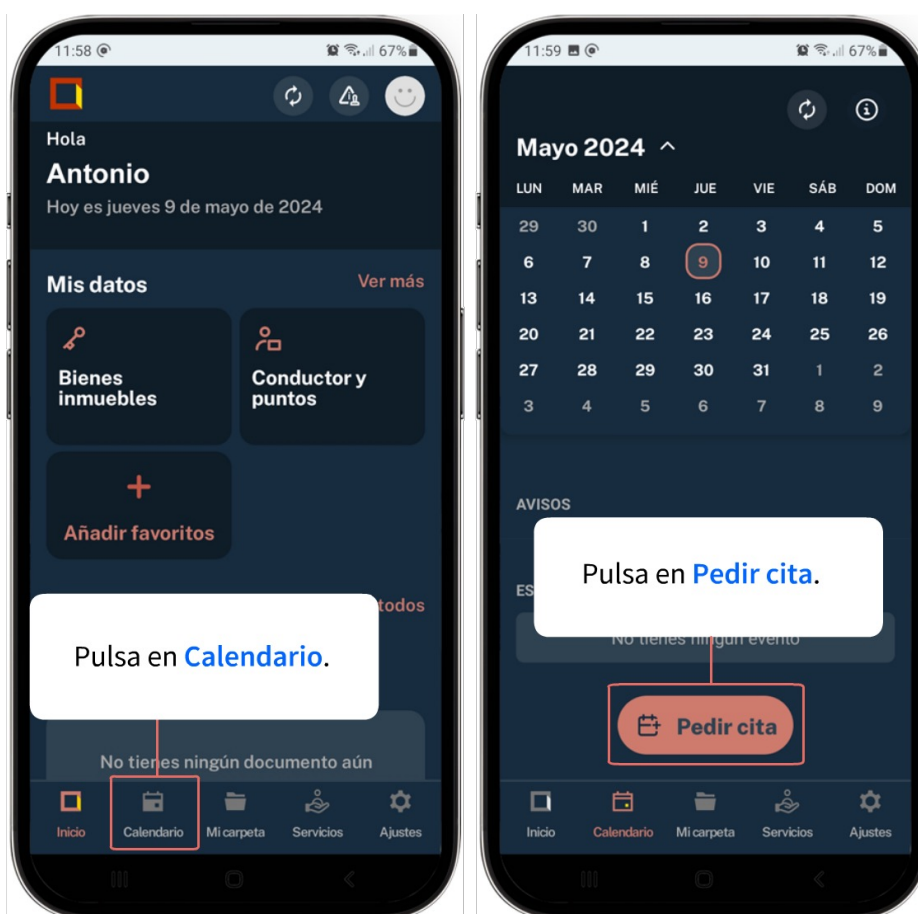 11:58
67%
Hola
Antonio
Hoy es jueves 9 de mayo de 2024
Mis datos
Ver más
Bienes
inmuebles
Conductor y
puntos
Añadir favoritos
todos
Pulsa en Calendario.
No tienes ningún documento aún
Inicio Calendario Mi carpeta Servicios Ajustes
11:59
67%
Mayo 2024
LUN MAR MIÉ JUE VIE SÁB DOM
29 30 1 2 3 4 5
6 7 8 9 10 11 12
13 14 15 16 17 18 19
20 21 22 23 24 25 26
27 28 29 30 31 1 2
3 4 5 6 7 8 9
AVISOS
Pulsa en Pedir cita.
ES
No tienes ningún evento
Pedir cita
Inicio Calendario Mi carpeta Servicios Ajustes